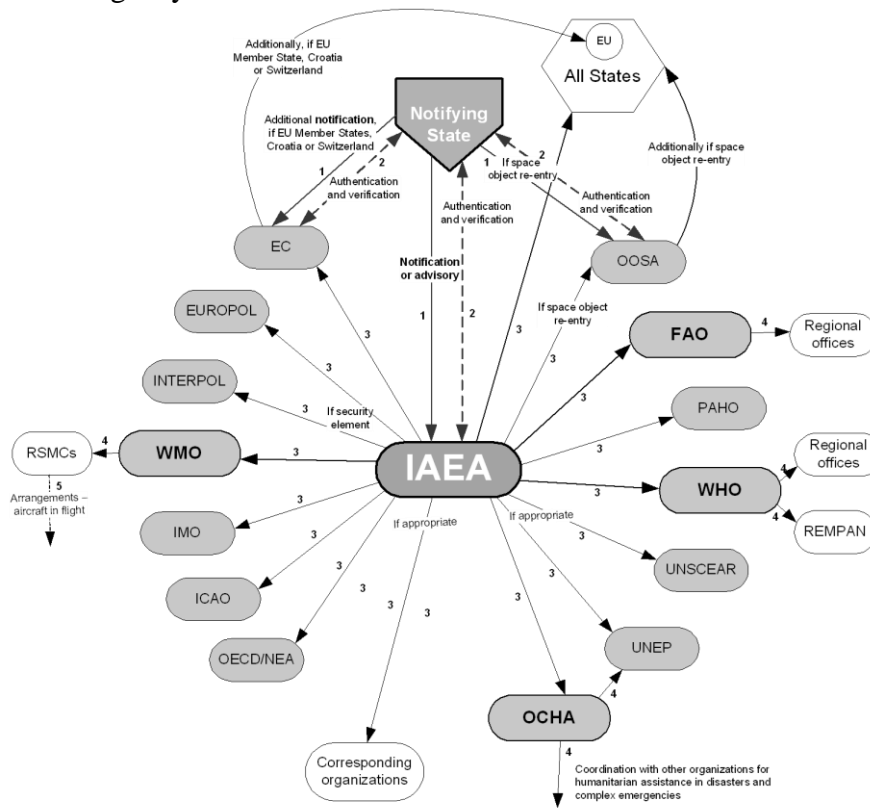 Additionally, if EU
Member State, Croatia
or Switzerland
EU
All States
Notifying
State
Additional notification,
if EU Member States,
Croatia or Switzerland
1
2
Authentication
and verification
1
If space
object re-entry
2
Authentication
and verification
Authentication
and verification
Additionally if space
object re-entry
EC
OOSA
Notification
or advisory
1
2
3
3
If space object
re-entry
3
EUROPOL
3
FAO
4
Regional
offices
INTERPOL
3
If security
element
3
PAHO
3
RSMCs
4
WMO
3
IAEA
3
WHO
4
Regional
offices
4
REMPAN
5
Arrangements –
aircraft in flight
If appropriate
If appropriate
IMO
3
3
UNSCEAR
ICAO
3
3
3
OECD/NEA
3
3
UNEP
4
OCHA
4
Corresponding
organizations
Coordination with other organizations for
humanitarian assistance in disasters and
complex emergencies